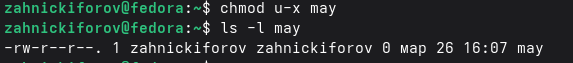 zahnickiforov@fedora:~$ chmod u-x may
zahnickiforov@fedora:~$ ls -l may
-rw-r--r--. 1 zahnickiforov zahnickiforov 0 мар 26 16:07 may